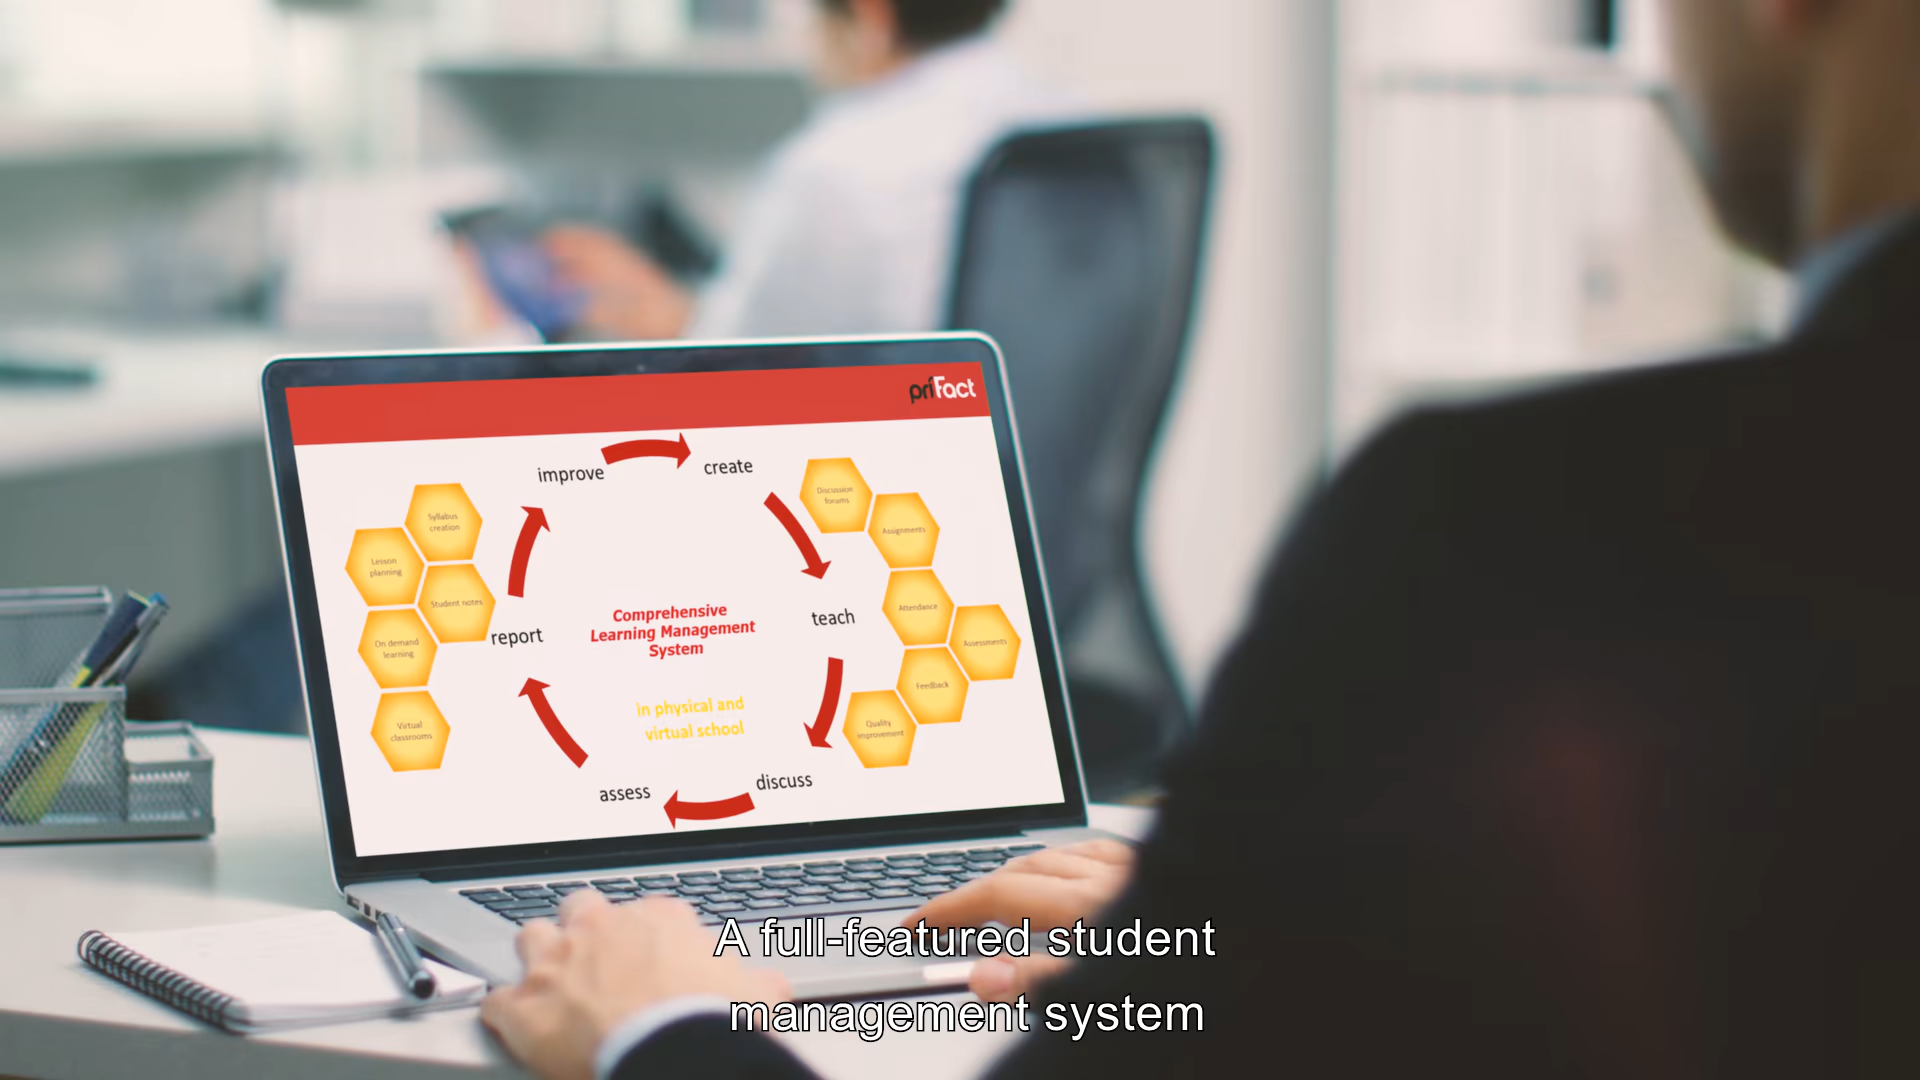 priFact
improve
create
Syllabus
creation
Lesson
planning
Student notes
On demand
learning
Virtual
classrooms
report
Comprehensive
Learning Management
System
in physical and
virtual school
teach
Discussion
forums
Assignments
Attendance
Assessments
Feedback
Quality
improvement
assess
discuss
A full-featured student
management system